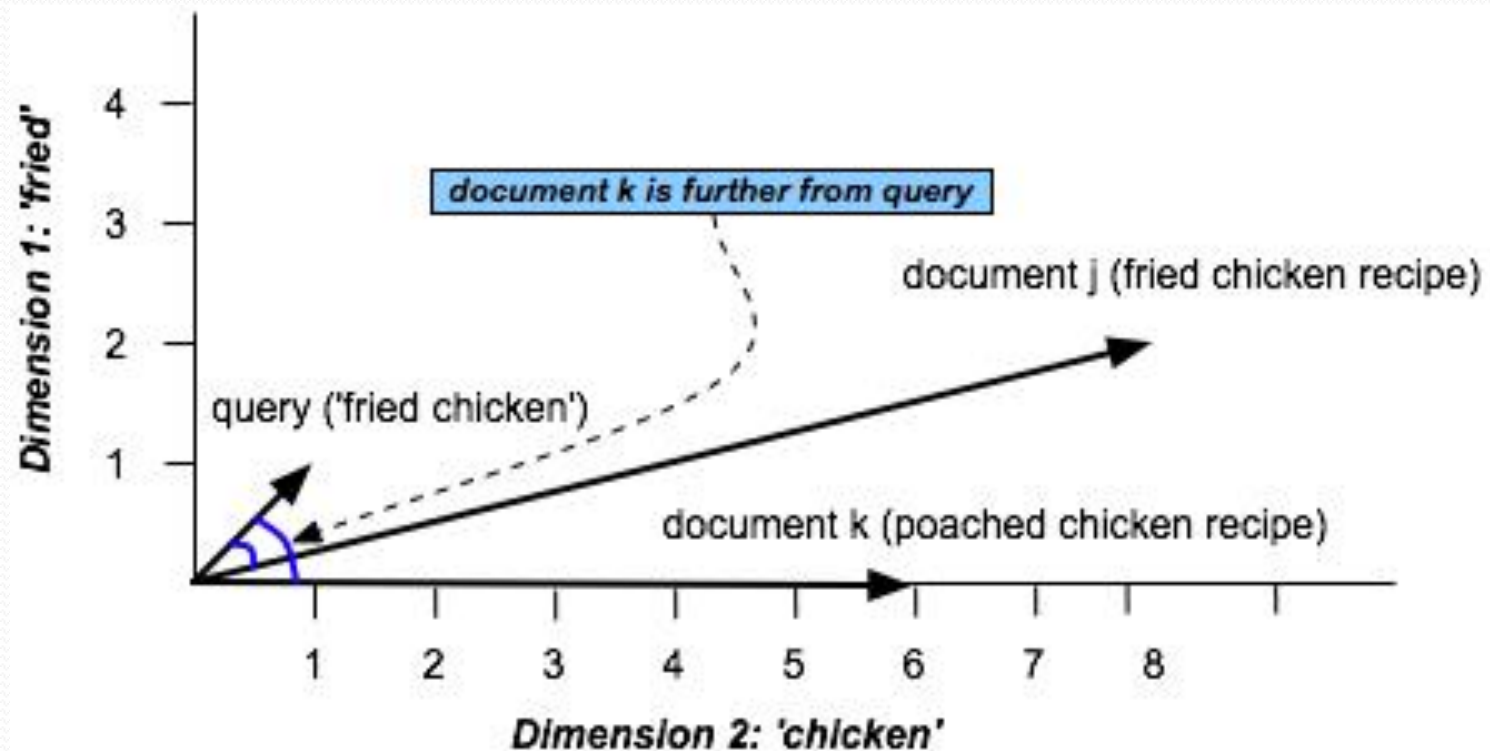 4
document k is further from query
3
document j (fried chicken recipe)
Dimension 1: 'fried'
2
query ('fried chicken')
1
document k (poached chicken recipe)
1 2 3 4 5 6 7 8
Dimension 2: 'chicken'